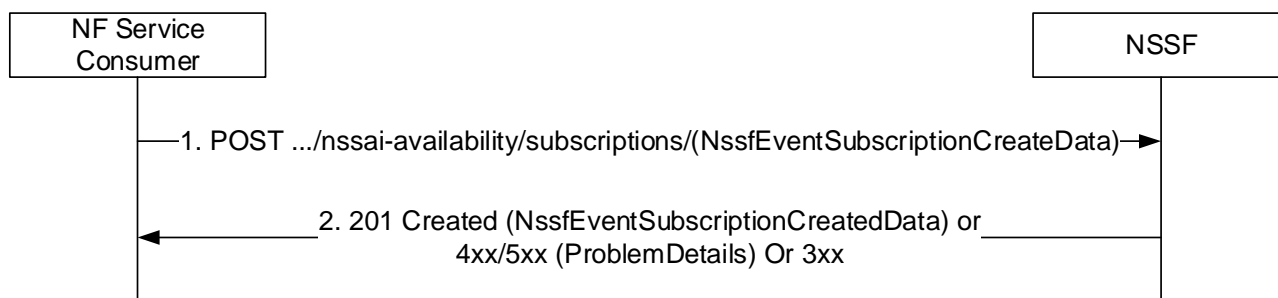 NF Service
Consumer
NSSF
1. POST .../nssai-availability/subscriptions/(NssfEventSubscriptionCreateData)
2. 201 Created (NssfEventSubscriptionCreatedData) or
4xx/5xx (ProblemDetails) Or 3xx